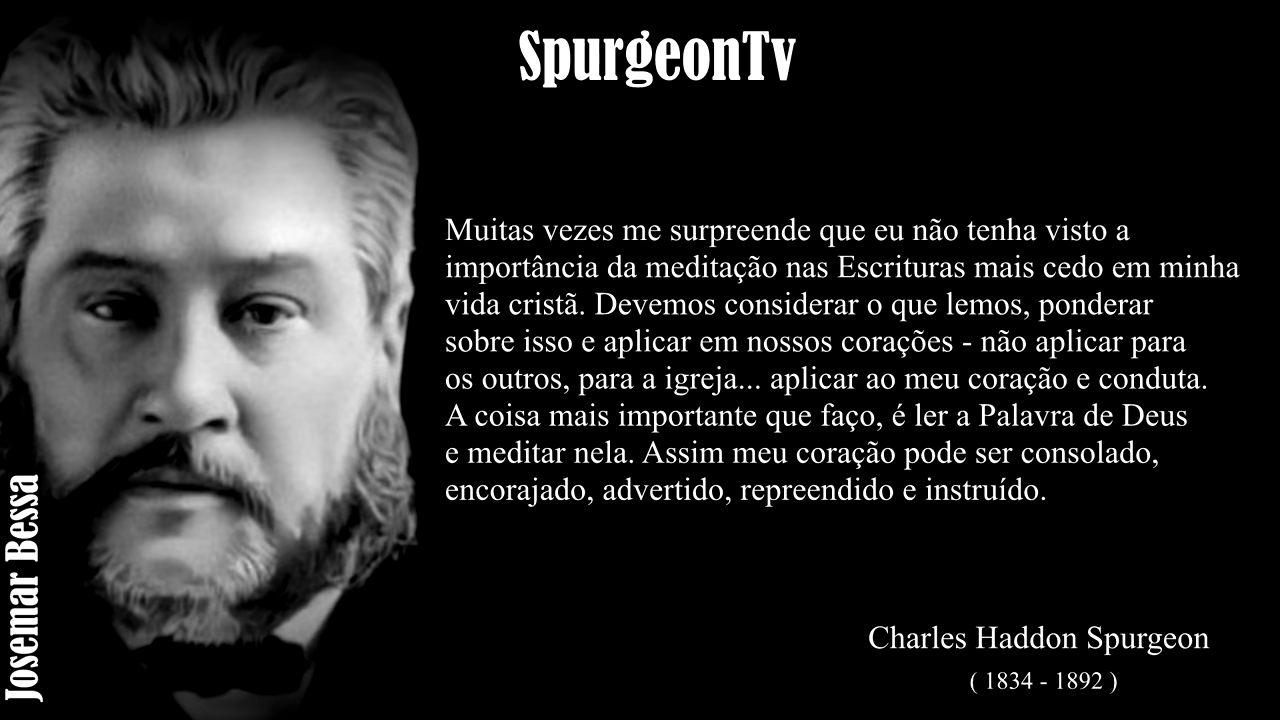 SpurgeonTv
Muitas vezes me surpreende que eu não tenha visto a
importância da meditação nas Escrituras mais cedo em minha
vida cristã. Devemos considerar o que lemos, ponderar
sobre isso e aplicar em nossos corações - não aplicar para
os outros, para a igreja... aplicar ao meu coração e conduta.
A coisa mais importante que faço, é ler a Palavra de Deus
e meditar nela. Assim meu coração pode ser consolado,
encorajado, advertido, repreendido e instruído.
Charles Haddon Spurgeon
( 1834 - 1892 )
Josemar Bessa